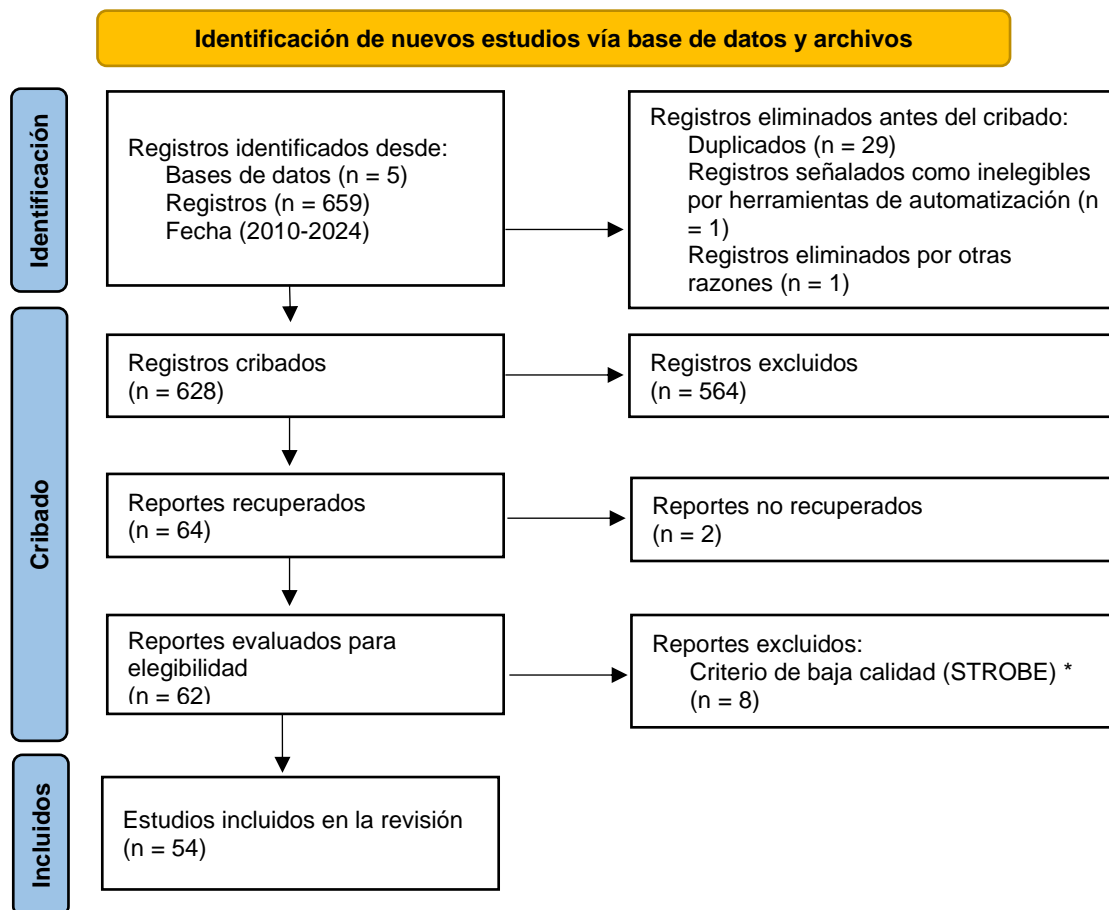 Identificación de nuevos estudios vía base de datos y archivos
Identificación
Registros identificados desde:
Bases de datos (n = 5)
Registros (n = 659)
Fecha (2010-2024)
Registros eliminados antes del cribado:
Duplicados (n = 29)
Registros señalados como inelegibles
por herramientas de automatización (n
= 1)
Registros eliminados por otras
razones (n = 1)
Cribado
Registros cribados
(n = 628)
Registros excluidos
(n = 564)
Reportes recuperados
(n = 64)
Reportes no recuperados
(n = 2)
Reportes evaluados para
elegibilidad
(n = 62)
Reportes excluidos:
Criterio de baja calidad (STROBE) *
(n = 8)
Incluidos
Estudios incluidos en la revisión
(n = 54)